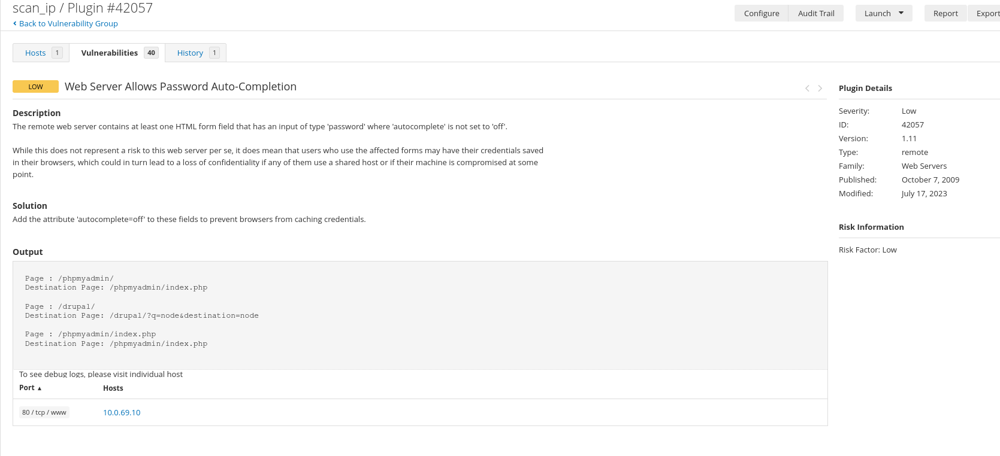 scan_ip / Plugin #42057
Configure Audit Trail Launch Report Export
Back to Vulnerability Group
Hosts 1 Vulnerabilities 40 History 1
LOW Web Server Allows Password Auto-Completion
Description
The remote web server contains at least one HTML form field that has an input of type 'password' where 'autocomplete' is not set to 'off'.
While this does not represent a risk to this web server per se, it does mean that users who use the affected forms may have their credentials saved
in their browsers, which could in turn lead to a loss of confidentiality if any of them use a shared host or if their machine is compromised at some
point.
Solution
Add the attribute 'autocomplete=off' to these fields to prevent browsers from caching credentials.
Output
Page : /phpmyadmin/
Destination Page: /phpmyadmin/index.php
Page : /drupal/
Destination Page: /drupal/?q=node&destination=node
Page : /phpmyadmin/index.php
Destination Page: /phpmyadmin/index.php
To see debug logs, please visit individual host
Port ▲ Hosts
80 / tcp / www 10.0.69.10
Plugin Details
Severity: Low
ID: 42057
Version: 1.11
Type: remote
Family: Web Servers
Published: October 7, 2009
Modified: July 17, 2023
Risk Information
Risk Factor: Low